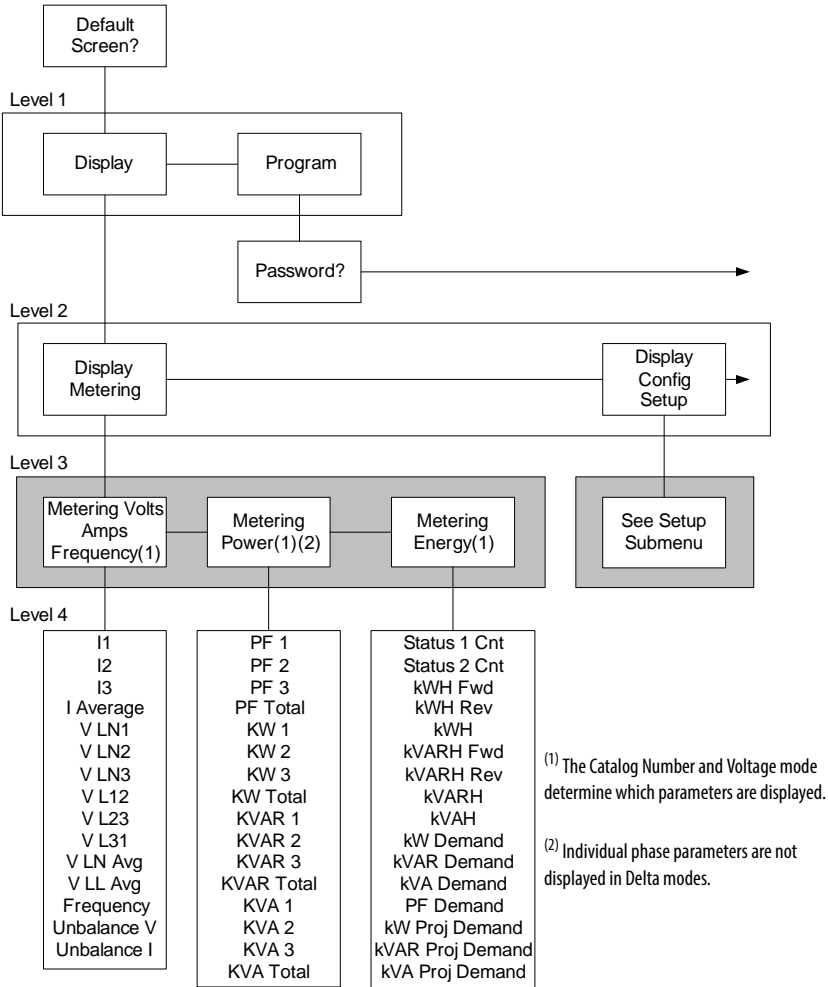 Default
Screen?
Level 1
Display
Program
Password?
Level 2
Display
Metering
Display
Config
Setup
Level 3
Metering Volts
Amps
Frequency(1)
Metering
Power(1)(2)
Metering
Energy(1)
See Setup
Submenu
Level 4
I1
I2
I3
I Average
V LN1
V LN2
V LN3
V L12
V L23
V L31
V LN Avg
V LL Avg
Frequency
Unbalance V
Unbalance I
PF 1
PF 2
PF 3
PF Total
KW 1
KW 2
KW 3
KW Total
KVAR 1
KVAR 2
KVAR 3
KVAR Total
KVA 1
KVA 2
KVA 3
KVA Total
Status 1 Cnt
Status 2 Cnt
kWH Fwd
kWH Rev
kWH
kVARH Fwd
kVARH Rev
kVARH
kVAH
kW Demand
kVAR Demand
kVA Demand
PF Demand
kW Proj Demand
kVAR Proj Demand
kVA Proj Demand
(1) The Catalog Number and Voltage mode
determine which parameters are displayed.
(2) Individual phase parameters are not
displayed in Delta modes.